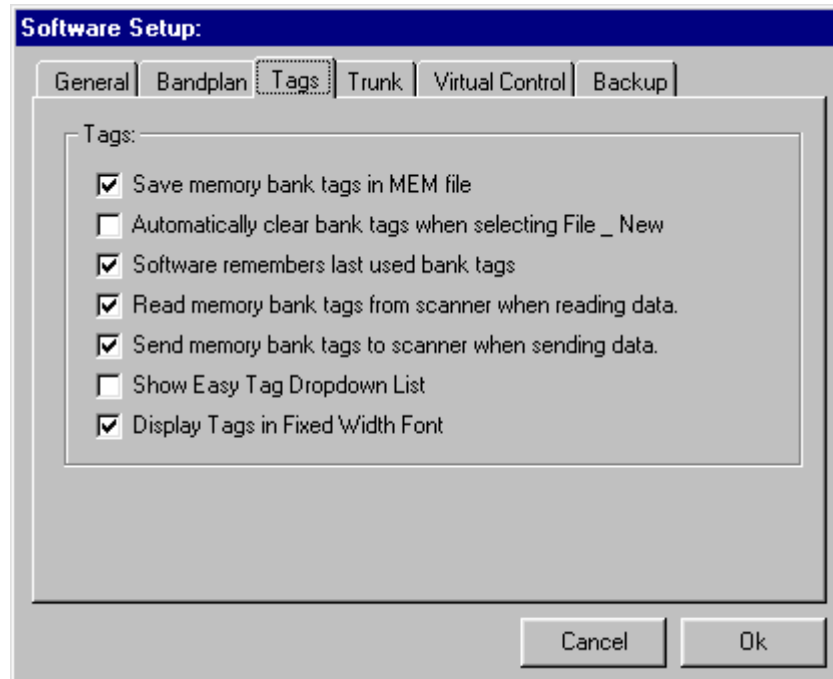 Software Setup:
General Bandplan Tags Trunk Virtual Control Backup
Tags:
Save memory bank tags in MEM file
Automatically clear bank tags when selecting File _ New
Software remembers last used bank tags
Read memory bank tags from scanner when reading data.
Send memory bank tags to scanner when sending data.
Show Easy Tag Dropdown List
Display Tags in Fixed Width Font
Cancel Ok